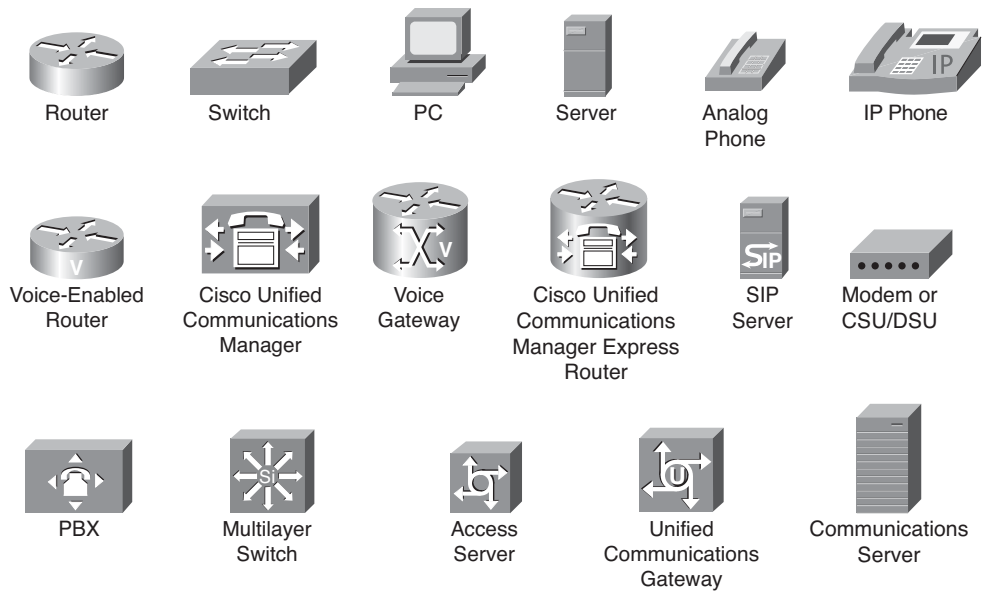 IP
Router
Switch
PC
Server
Analog
Phone
IP Phone
V
V
SIP
Voice-Enabled
Router
Cisco Unified
Communications
Manager
Voice
Gateway
Cisco Unified
Communications
Manager Express
Router
SIP
Server
Modem or
CSU/DSU
Si
U
PBX
Multilayer
Switch
Access
Server
Unified
Communications
Gateway
Communications
Server